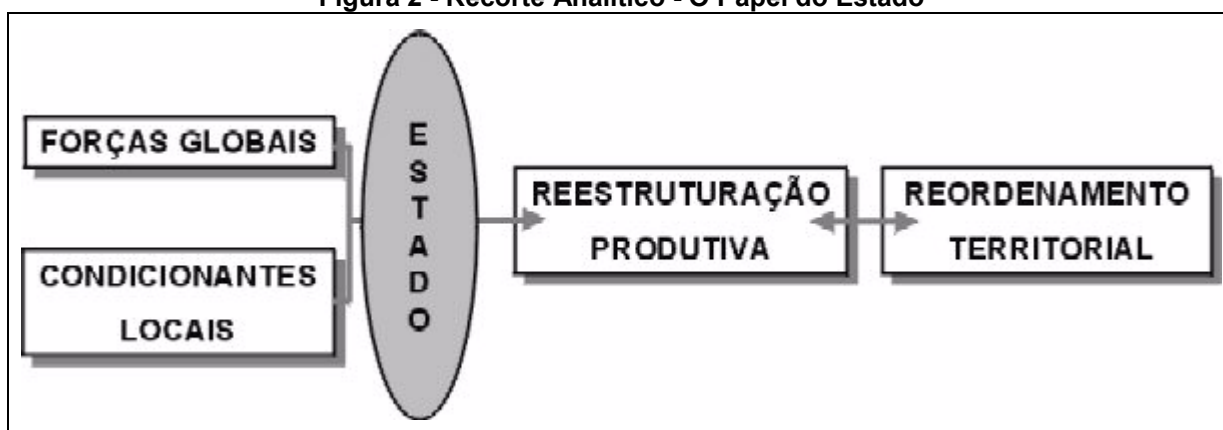 Figura 2 - Recorte Analítico - O Papel do Estado
FORÇAS GLOBAIS
CONDICIONANTES
LOCAIS
E
S
T
A
D
O
REESTRUTURAÇÃO
PRODUTIVA
REORDENAMENTO
TERRITORIAL